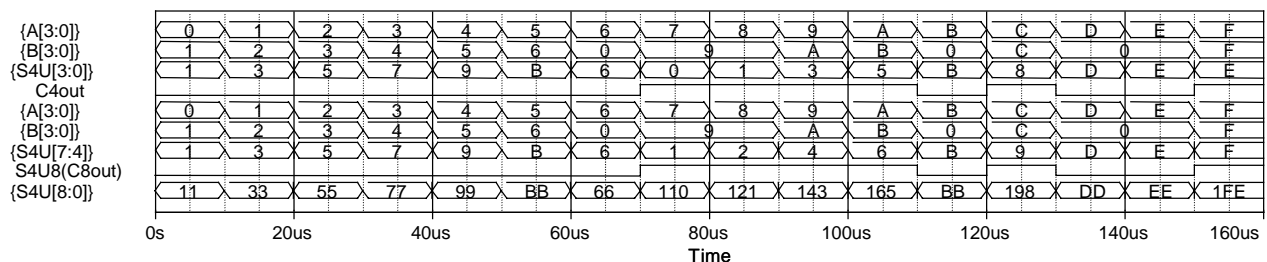 {A[3:0]} 0 1 2 3 4 5 6 7 8 9 A B C D E F
{B[3:0]} 1 2 3 4 5 6 0 9 A B 0 C 0 F
{S4U[3:0]} 1 3 5 7 9 B 6 0 1 3 5 B 8 D E E
C4out
{A[3:0]} 0 1 2 3 4 5 6 7 8 9 A B C D E F
{B[3:0]} 1 2 3 4 5 6 0 9 A B 0 C 0 F
{S4U[7:4]} 1 3 5 7 9 B 6 1 2 4 6 B 9 D E F
S4U8(C8out)
{S4U[8:0]} 11 33 55 77 99 BB 66 110 121 143 165 BB 198 DD EE 1FE
0s 20us 40us 60us 80us 100us 120us 140us 160us
Time